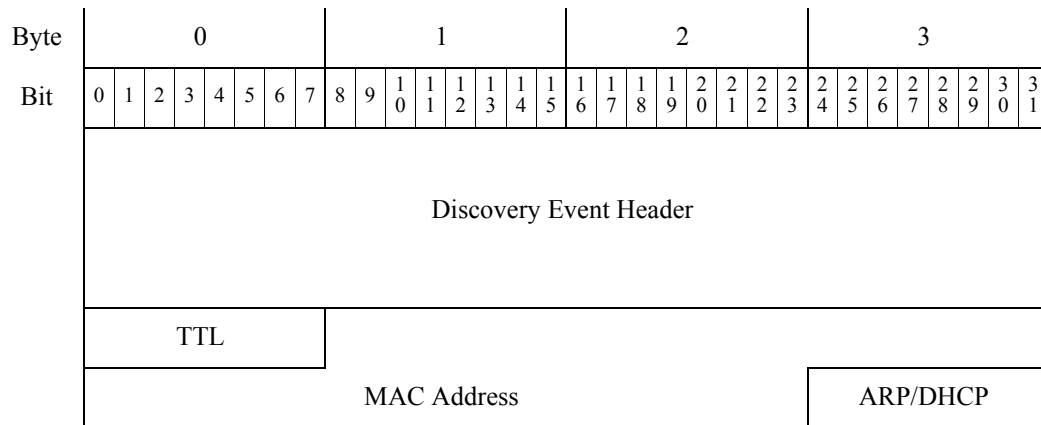 Byte 0 1 2 3
Bit 0 1 2 3 4 5 6 7 8 9 10 11 12 13 14 15 16 17 18 19 20 21 22 23 24 25 26 27 28 29 30 31
Discovery Event Header
TTL
MAC Address ARP/DHCP